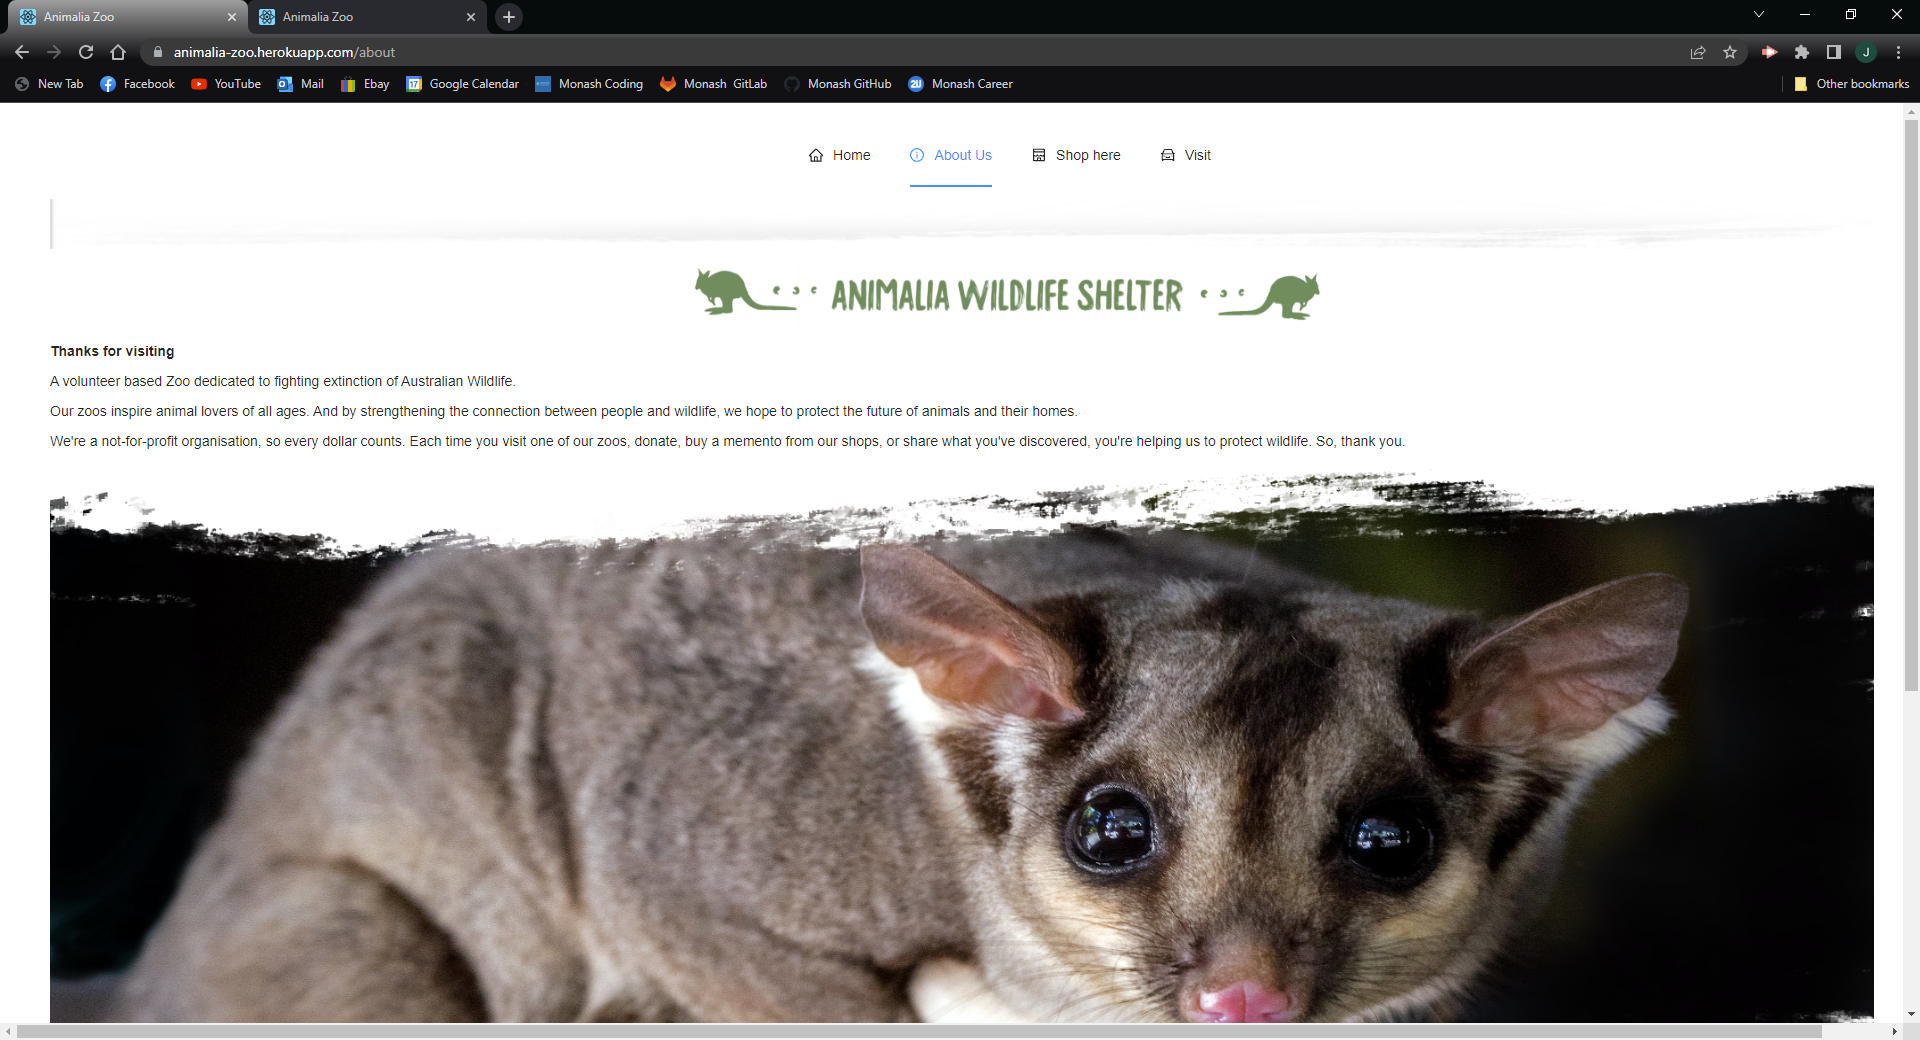 Animalia Zoo
Animalia Zoo
animalia-zoo.herokuapp.com/about
J
New Tab
Facebook
YouTube
Mail
Ebay
17 Google Calendar
Monash Coding
Monash GitLab
Monash GitHub
2U Monash Career
Other bookmarks
Home
About Us
Shop here
Visit
ANIMALIA WILDLIFE SHELTER
Thanks for visiting
A volunteer based Zoo dedicated to fighting extinction of Australian Wildlife.
Our zoos inspire animal lovers of all ages. And by strengthening the connection between people and wildlife, we hope to protect the future of animals and their homes.
We're a not-for-profit organisation, so every dollar counts. Each time you visit one of our zoos, donate, buy a memento from our shops, or share what you've discovered, you're helping us to protect wildlife. So, thank you.